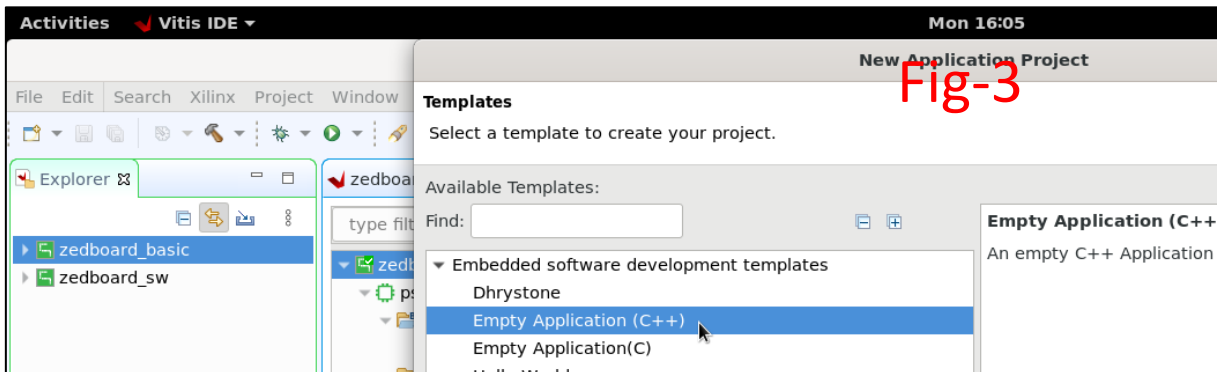 Activities Vitis IDE Mon 16:05
New Application Project
Fig-3
File Edit Search Xilinx Project Window
Templates
Select a template to create your project.
Explorer
zedboa
Available Templates:
type filt
Find:
Empty Application (C++
zedboard_basic
An empty C++ Application
zedb
Embedded software development templates
zedboard_sw
ps
Dhrystone
Empty Application (C++)
Empty Application(C)